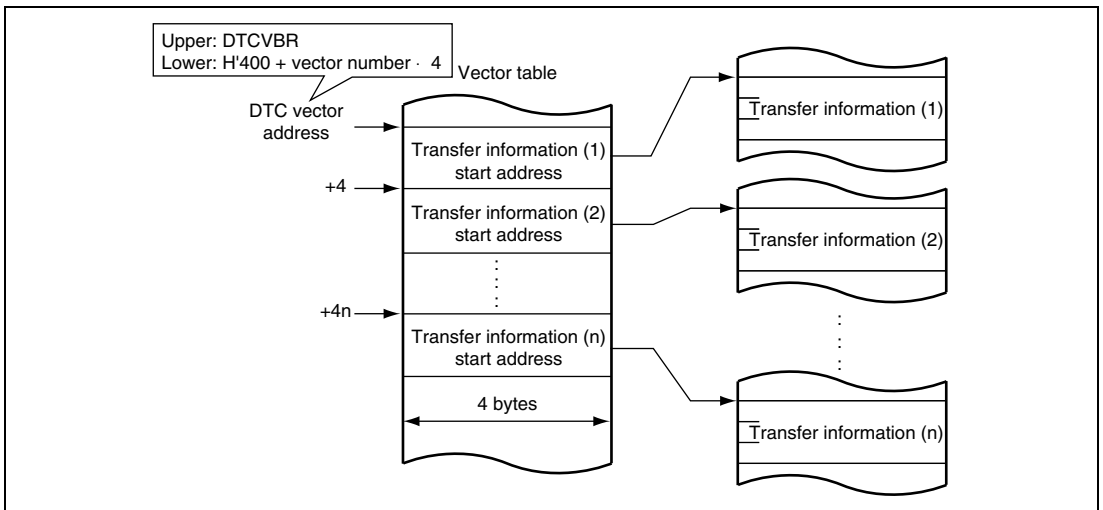 Upper: DTCVBR
Lower: H'400 + vector number · 4
Vector table
DTC vector
address
Transfer information (1)
start address
+4
Transfer information (2)
start address
+4n
Transfer information (n)
start address
4 bytes
Transfer information (1)
Transfer information (2)
Transfer information (n)